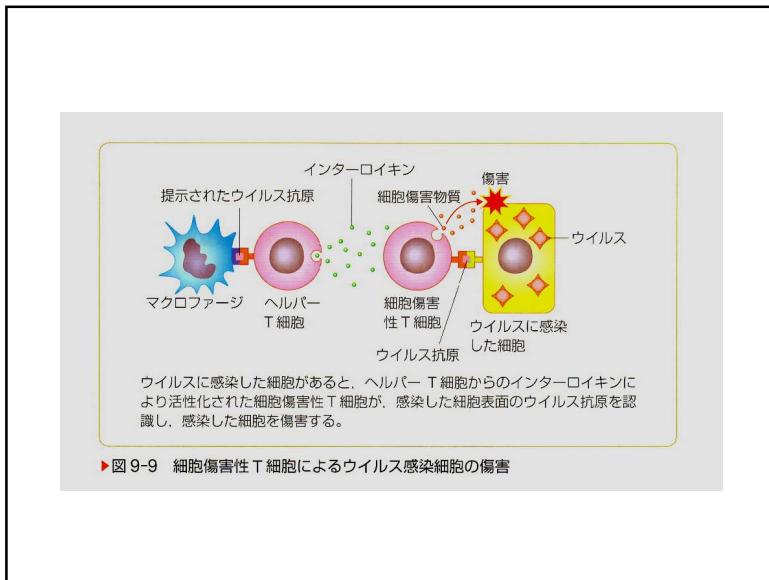 インターロイキン
傷害
提示されたウイルス抗原
細胞傷害物質
ウイルス
マクロファージ
ヘルパー
T 細胞
細胞傷害
性T細胞
ウイルス抗原
ウイルスに感染
した細胞
ウイルスに感染した細胞があると，ヘルパー T 細胞からのインターロイキンに
より活性化された細胞傷害性T細胞が，感染した細胞表面のウイルス抗原を認
識し，感染した細胞を傷害する。
▶図 9-9 細胞傷害性 T 細胞によるウイルス感染細胞の傷害